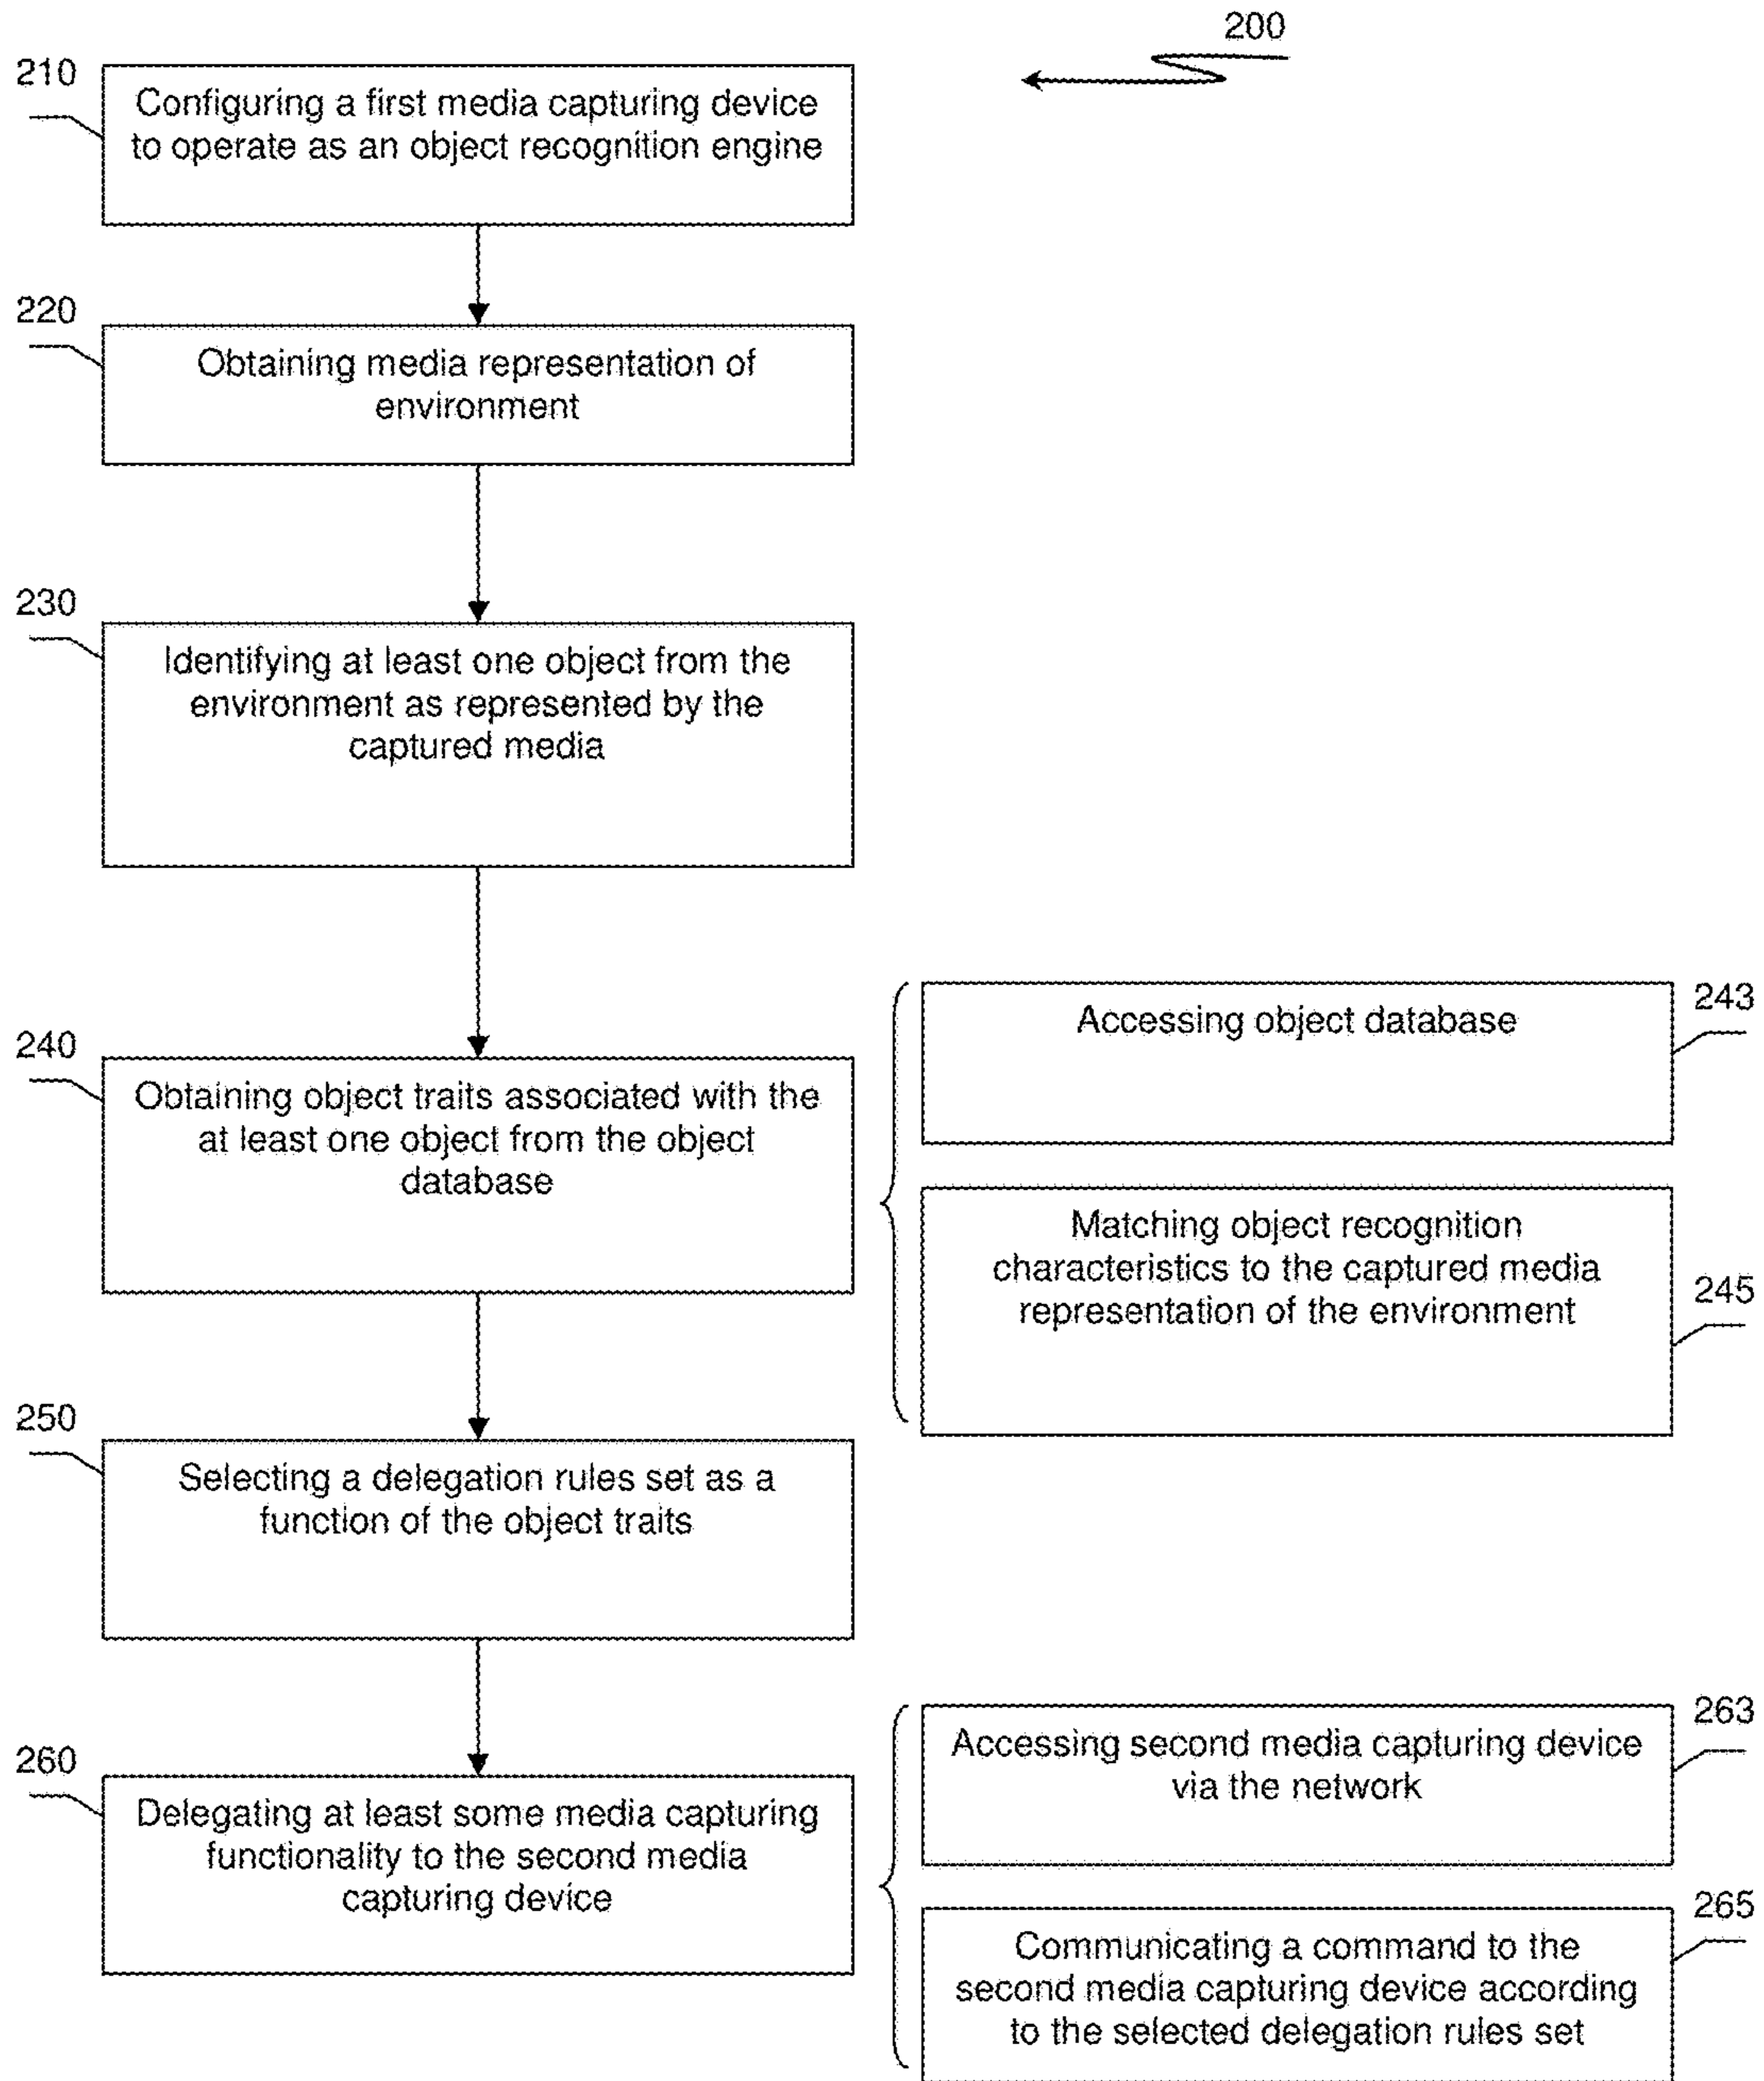 200
210
Configuring a first media capturing device
to operate as an object recognition engine
220
Obtaining media representation of
environment
230
Identifying at least one object from the
environment as represented by the
captured media
240
Obtaining object traits associated with the
at least one object from the object
database
243
Accessing object database
245
Matching object recognition
characteristics to the captured media
representation of the environment
250
Selecting a delegation rules set as a
function of the object traits
260
Delegating at least some media capturing
functionality to the second media
capturing device
263
Accessing second media capturing device
via the network
265
Communicating a command to the
second media capturing device according
to the selected delegation rules set